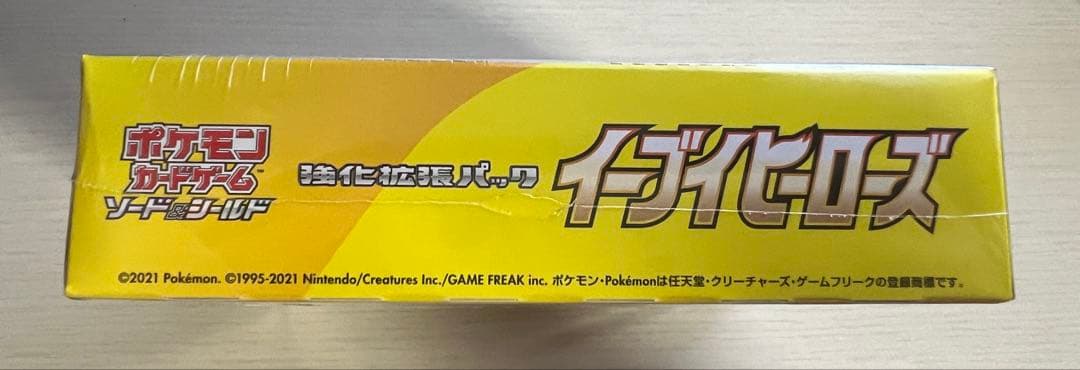 ポケモン
カードゲーム™
ソード&シールド
強化拡張パック
イーブイヒーローズ
©2021 Pokémon. ©1995-2021 Nintendo/Creatures Inc./GAME FREAK inc. ポケモン・Pokémonは任天堂・クリーチャーズ・ゲームフリークの登録商標です。